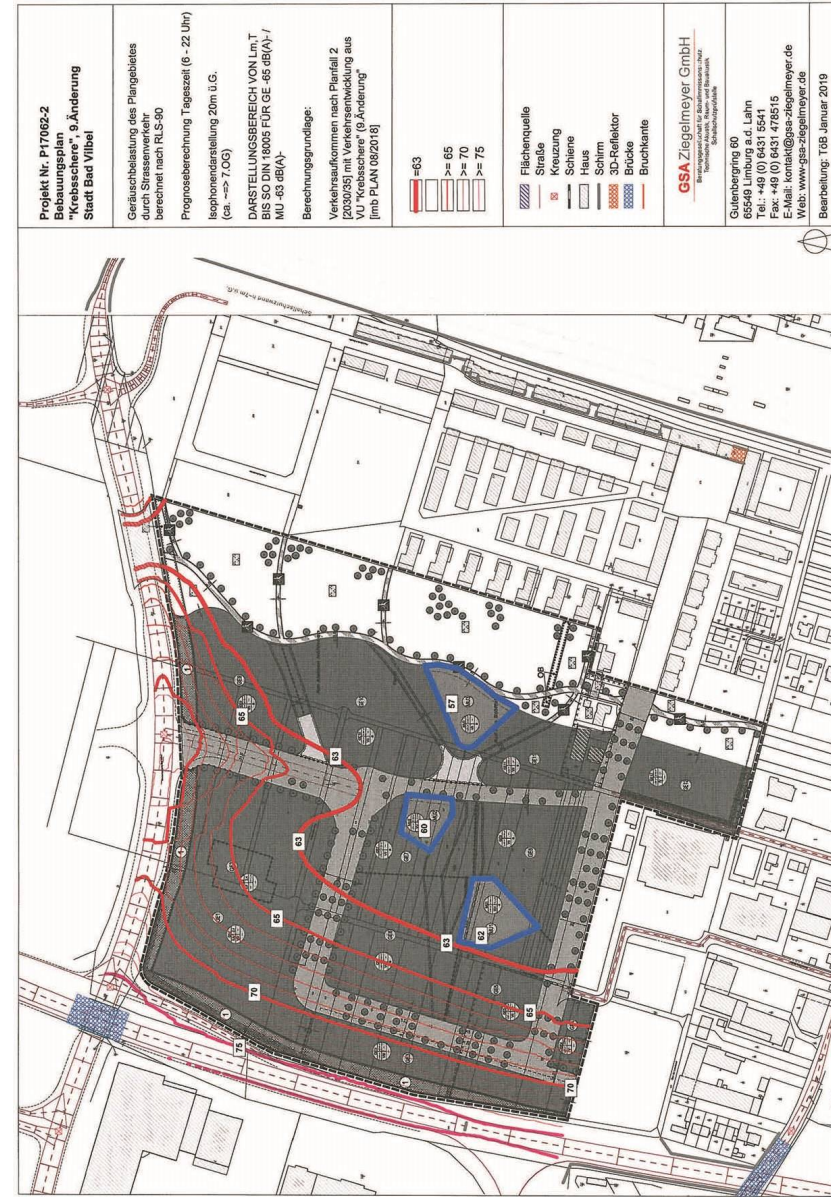 Projekt Nr. P17062-2
Bebauungsplan
"Krebsschere", 9.Änderung
Stadt Bad Vilbel
Geräuschbelastung des Plangebietes
durch Strassenverkehr
berechnet nach RLS-90
Prognoseberechnung Tageszeit (6 - 22 Uhr)
Isophonendarstellung 20m ü.G.
(ca. ~=> 7.OG)
DARSTELLUNGSBEREICH VON Lm,T
BIS SO DIN 18005 FÜR GE -65 dB(A)- /
MU -63 dB(A)-
Berechnungsgrundlage:
Verkehrsaufkommen nach Planfall 2
[2030/35] mit Verkehrsentwicklung aus
VU "Krebsschere" (9.Änderung"
[imb PLAN 08/2018]
=63
>= 65
>= 70
>= 75
Flächenquelle
Straße
Kreuzung
Schiene
Haus
Schirm
3D-Reflektor
Brücke
Bruchkante
GSA Ziegelmeyer GmbH
Gutenbergring 60
65549 Limburg a.d. Lahn
Tel.: +49 (0) 6431 5541
Fax: +49 (0) 6431 478515
E-Mail: kontakt@gsa-ziegelmeyer.de
Web: www-gsa-ziegelmeyer.de
Bearbeitung: TöB Januar 2019
Schallschutzwand h=7m ü.G.
65
63
57
60
63
62
65
63
70
75
65
70
OB